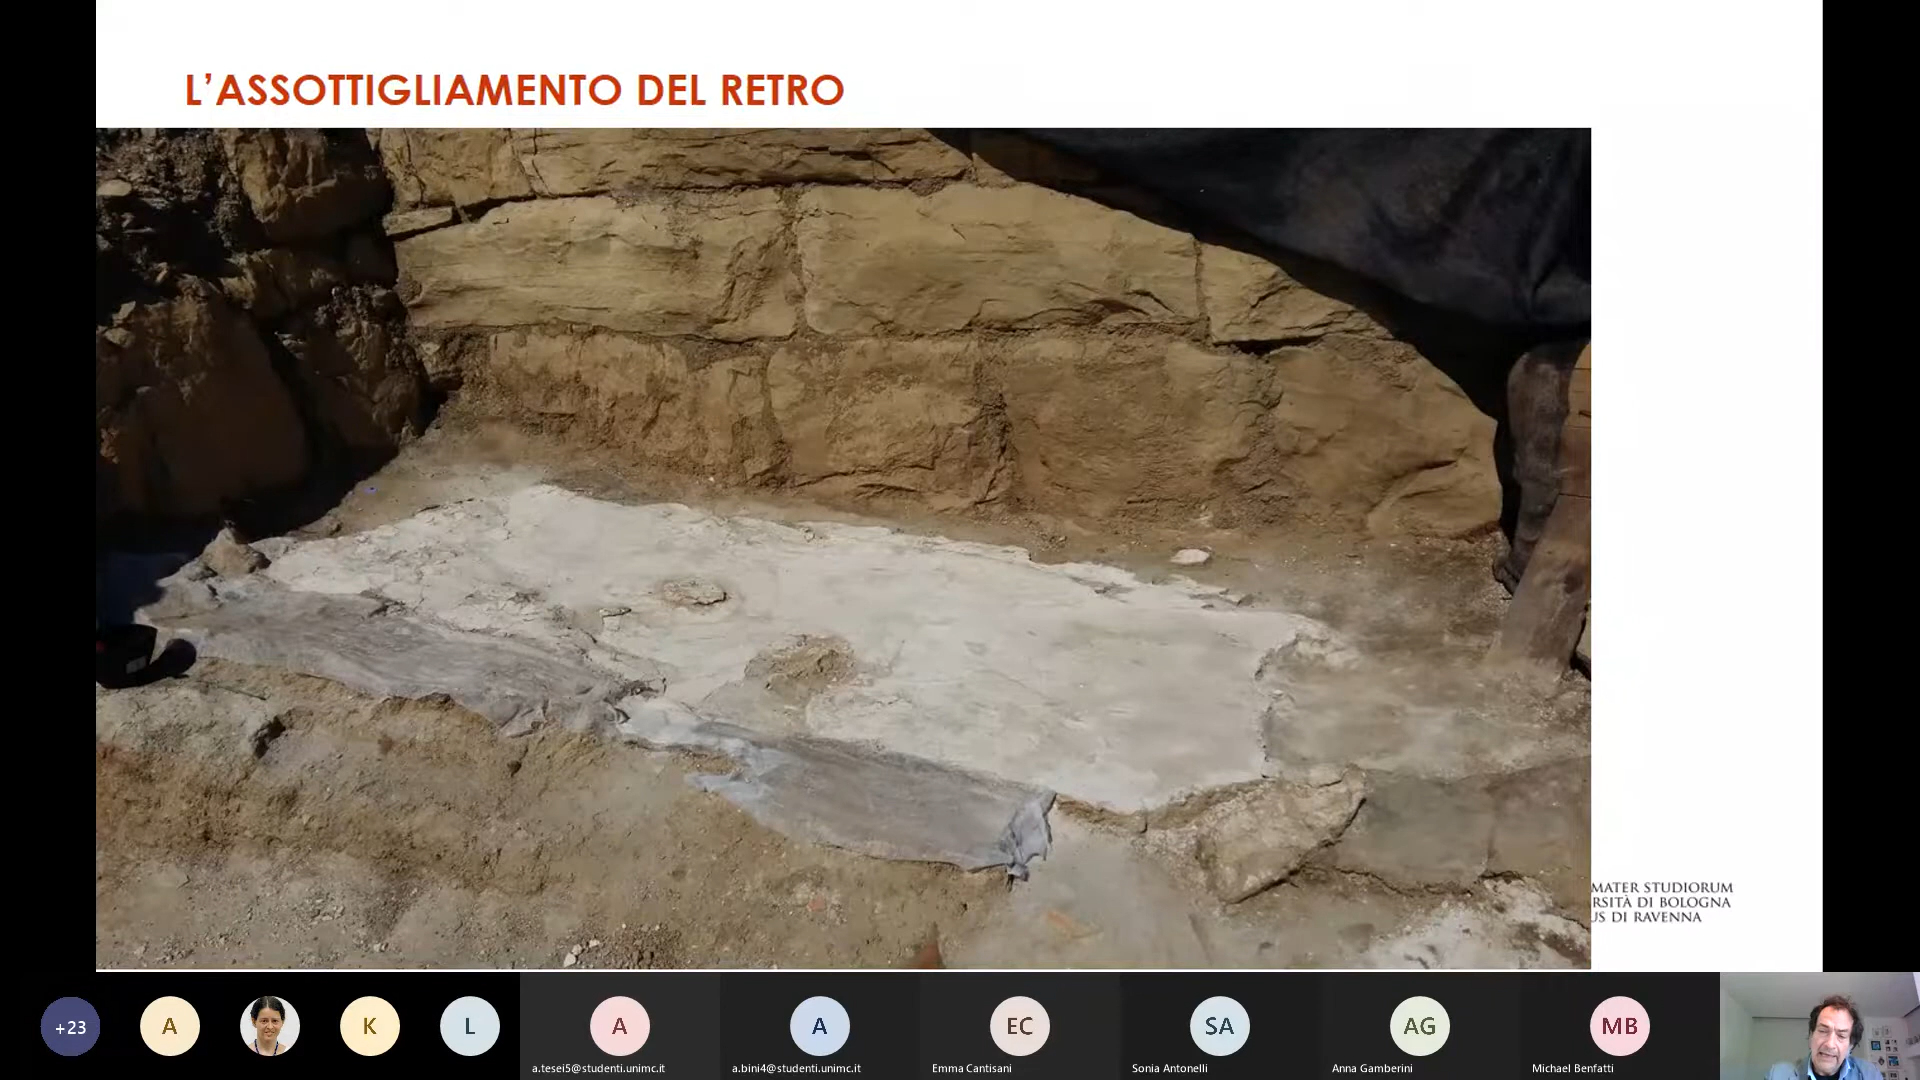 L'ASSOTTIGLIAMENTO DEL RETRO
MATER STUDIORUM
RSITÀ DI BOLOGNA
US DI RAVENNA
+23
A
K
L
A
A
EC
SA
AG
MB
a.tesei5@studenti.unimc.it
a.bini4@studenti.unimc.it
Emma Cantisani
Sonia Antonelli
Anna Gamberini
Michael Benfatti